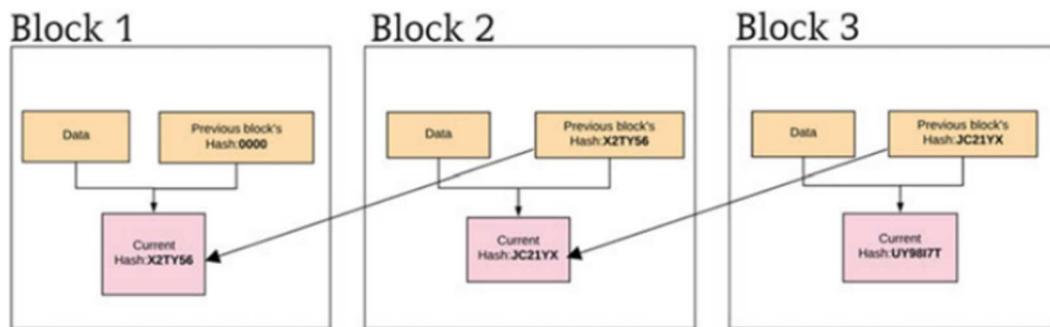 Block 1
Data
Previous block's
Hash:0000
Current
Hash:X2TY56
Block 2
Data
Previous block's
Hash:X2TY56
Current
Hash:JC21YX
Block 3
Data
Previous block's
Hash:JC21YX
Current
Hash:UY98I7T